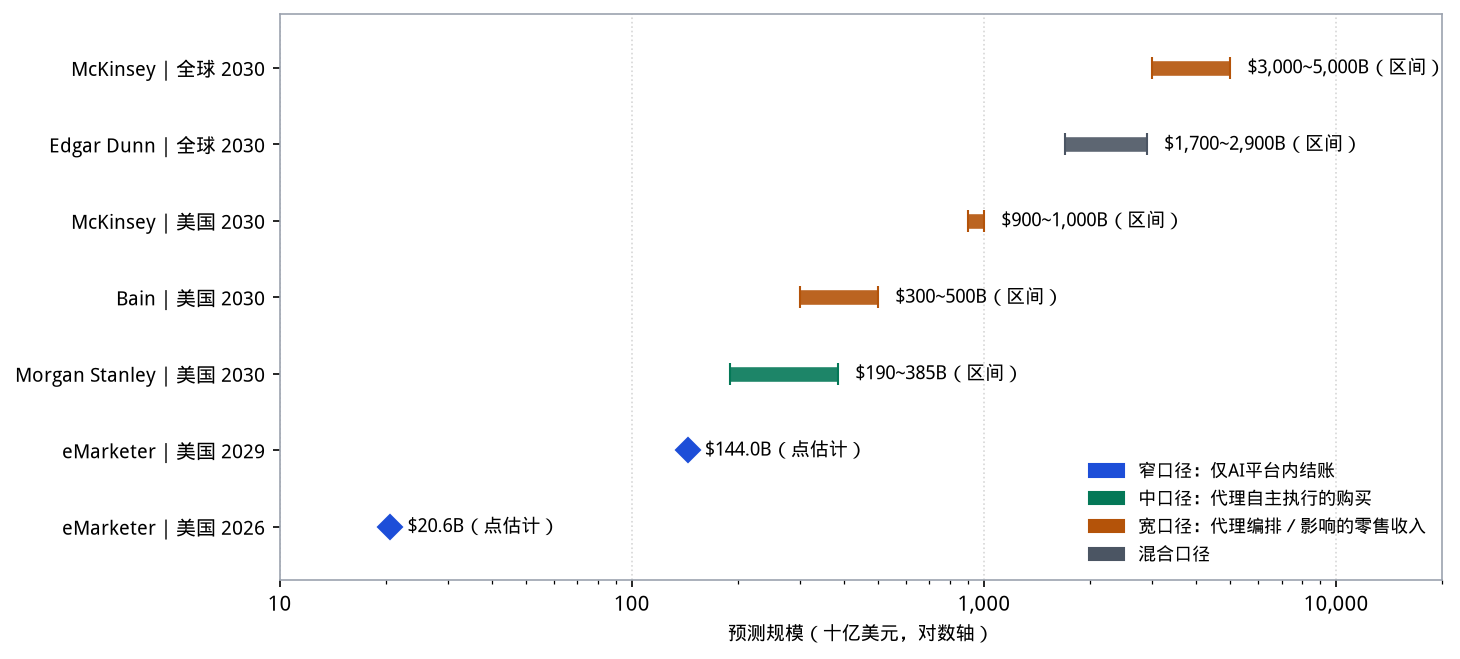 McKinsey | 全球 2030
$3,000~5,000B（区间）
Edgar Dunn | 全球 2030
$1,700~2,900B（区间）
McKinsey | 美国 2030
$900~1,000B（区间）
Bain | 美国 2030
$300~500B（区间）
Morgan Stanley | 美国 2030
$190~385B（区间）
eMarketer | 美国 2029
$144.0B（点估计）
eMarketer | 美国 2026
$20.6B（点估计）
窄口径：仅AI平台内结账
中口径：代理自主执行的购买
宽口径：代理编排／影响的零售收入
混合口径
10
100
1,000
10,000
预测规模（十亿美元，对数轴）